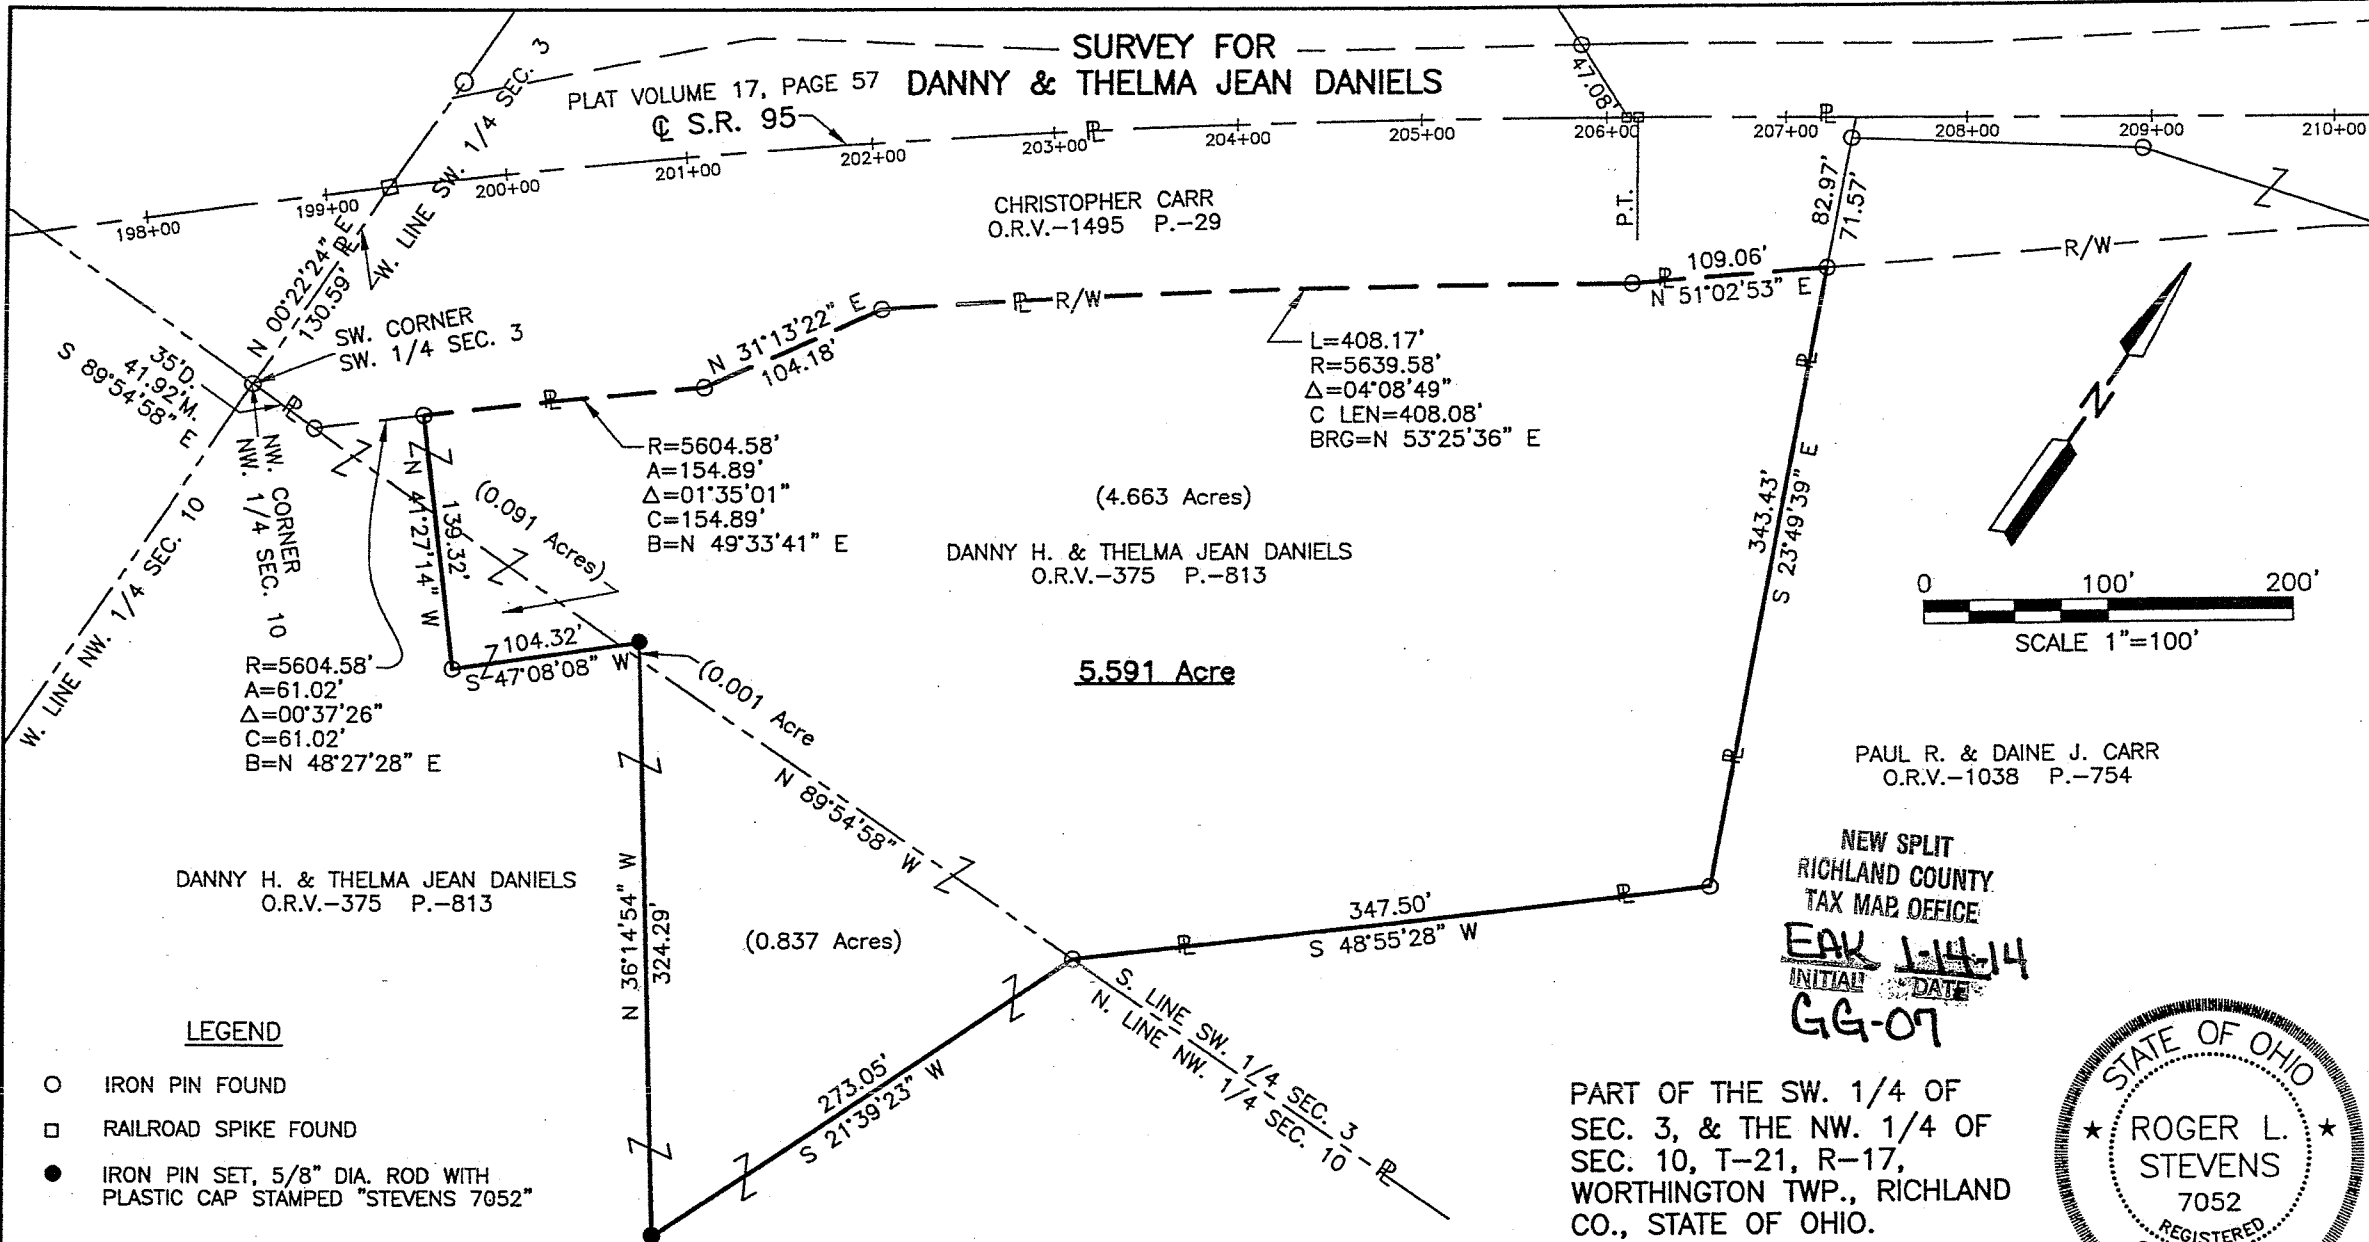 SURVEY FOR
DANNY & THELMA JEAN DANIELS
PLAT VOLUME 17, PAGE 57
℄ S.R. 95
198+00
199+00
200+00
201+00
202+00
203+00
204+00
205+00
206+00
207+00
208+00
209+00
210+00
47.08'
P.T.
82.97'
71.57'
CHRISTOPHER CARR
O.R.V.-1495 P.-29
W. LINE SW. 1/4 SEC. 3
N 00°22'24" E
130.59'
SW. CORNER
SW. 1/4 SEC. 3
35'D.
41.92'M.
S 89°54'58" E
NW. CORNER
NW. 1/4 SEC. 10
W. LINE NW. 1/4 SEC. 10
N 31°13'22" E
104.18'
R/W
109.06'
N 51°02'53" E
R/W
L=408.17'
R=5639.58'
Δ=04°08'49"
C LEN=408.08'
BRG=N 53°25'36" E
R=5604.58'
A=154.89'
Δ=01°35'01"
C=154.89'
B=N 49°33'41" E
(0.091 Acres)
N 41°27'14" W
139.32'
104.32'
S 47°08'08" W
R=5604.58'
A=61.02'
Δ=00°37'26"
C=61.02'
B=N 48°27'28" E
(4.663 Acres)
DANNY H. & THELMA JEAN DANIELS
O.R.V.-375 P.-813
5.591 Acre
(0.001 Acre
N 89°54'58" W
343.43'
S 23°49'39" E
N
0 100' 200'
SCALE 1"=100'
PAUL R. & DAINE J. CARR
O.R.V.-1038 P.-754
NEW SPLIT
RICHLAND COUNTY
TAX MAP OFFICE
EAK 1-14-14
INITIAL DATE
GG-07
DANNY H. & THELMA JEAN DANIELS
O.R.V.-375 P.-813
N 36°14'54" W
324.29'
(0.837 Acres)
347.50'
S 48°55'28" W
273.05'
S 21°39'23" W
S. LINE SW. 1/4 SEC. 3
N. LINE NW. 1/4 SEC. 10
LEGEND
IRON PIN FOUND
RAILROAD SPIKE FOUND
IRON PIN SET, 5/8" DIA. ROD WITH
PLASTIC CAP STAMPED "STEVENS 7052"
PART OF THE SW. 1/4 OF
SEC. 3, & THE NW. 1/4 OF
SEC. 10, T-21, R-17,
WORTHINGTON TWP., RICHLAND
CO., STATE OF OHIO.
STATE OF OHIO
ROGER L.
STEVENS
7052
REGISTERED